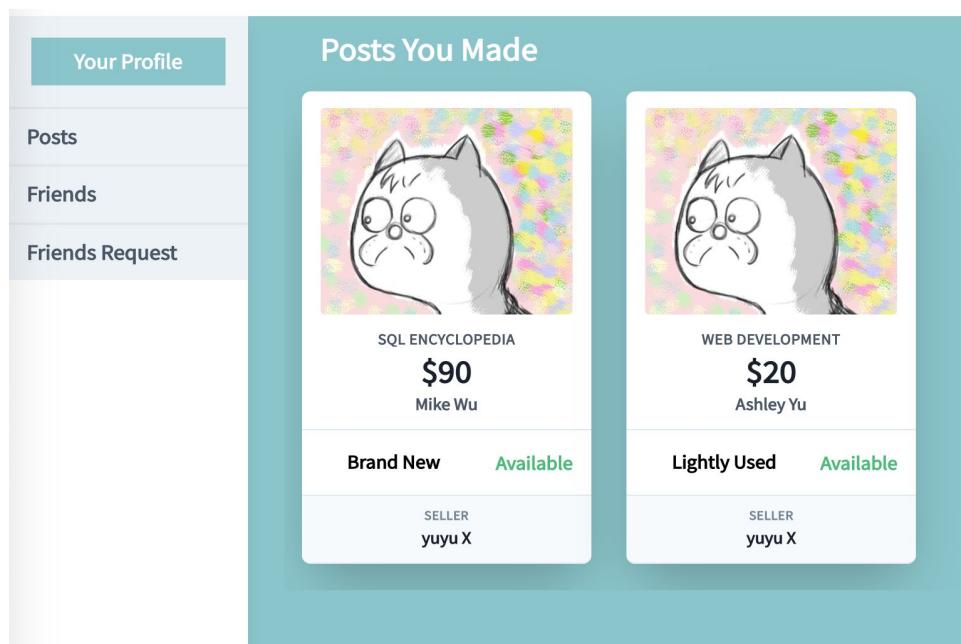 Your Profile
Posts
Friends
Friends Request
Posts You Made
SQL ENCYCLOPEDIA
$90
Mike Wu
Brand New
Available
SELLER
yuyu X
WEB DEVELOPMENT
$20
Ashley Yu
Lightly Used
Available
SELLER
yuyu X